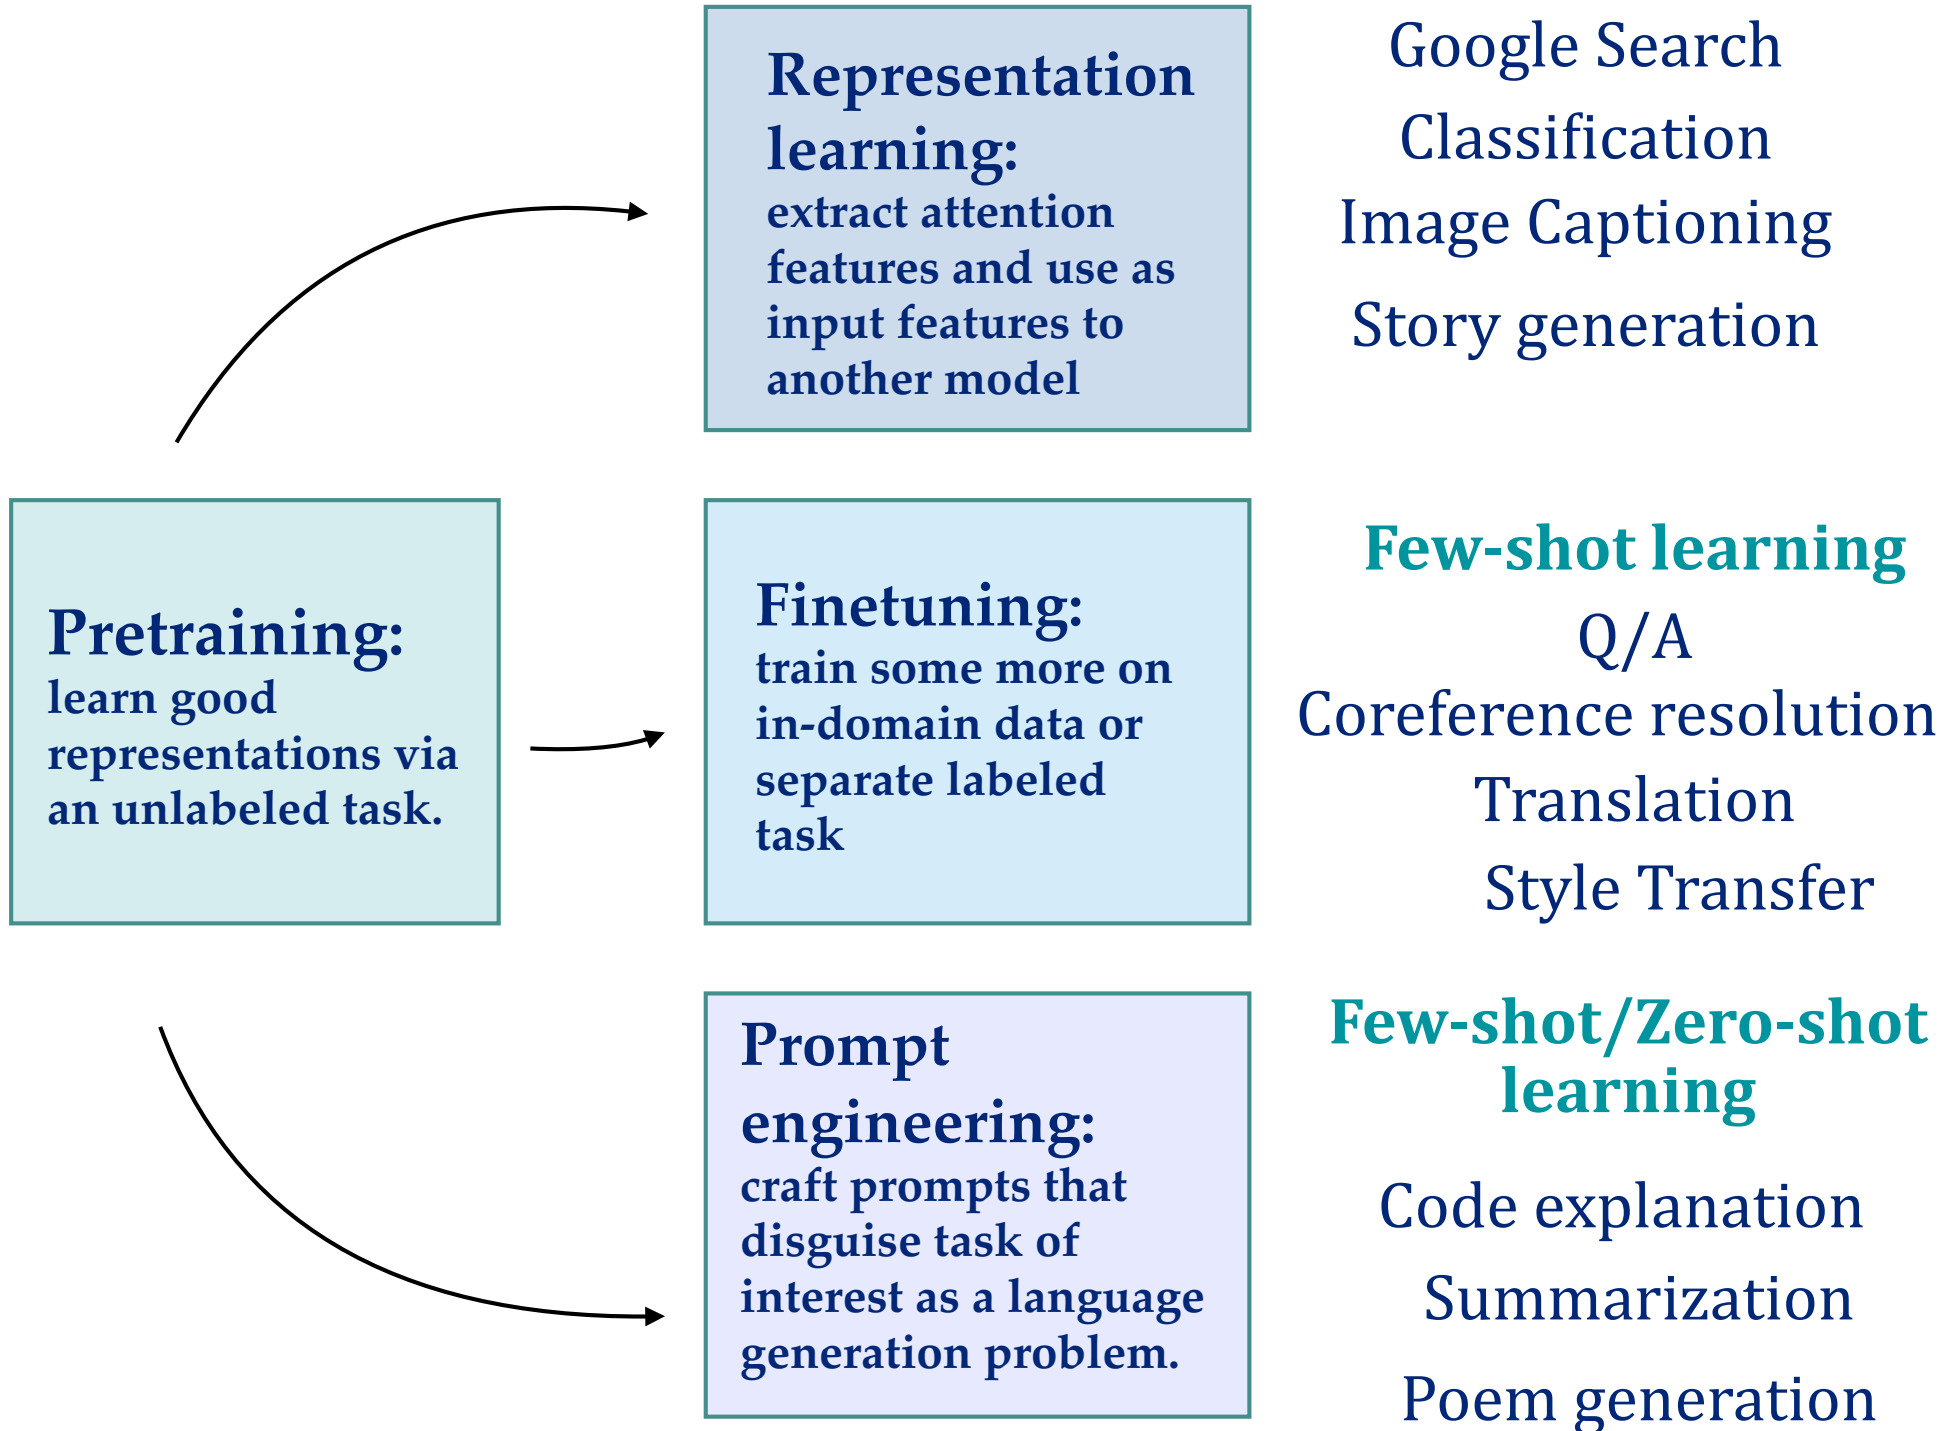 Representation
learning:
extract attention
features and use as
input features to
another model
Google Search
Classification
Image Captioning
Story generation
Pretraining:
learn good
representations via
an unlabeled task.
Finetuning:
train some more on
in-domain data or
separate labeled
task
Few-shot learning
Q/A
Coreference resolution
Translation
Style Transfer
Prompt
engineering:
craft prompts that
disguise task of
interest as a language
generation problem.
Few-shot/Zero-shot
learning
Code explanation
Summarization
Poem generation